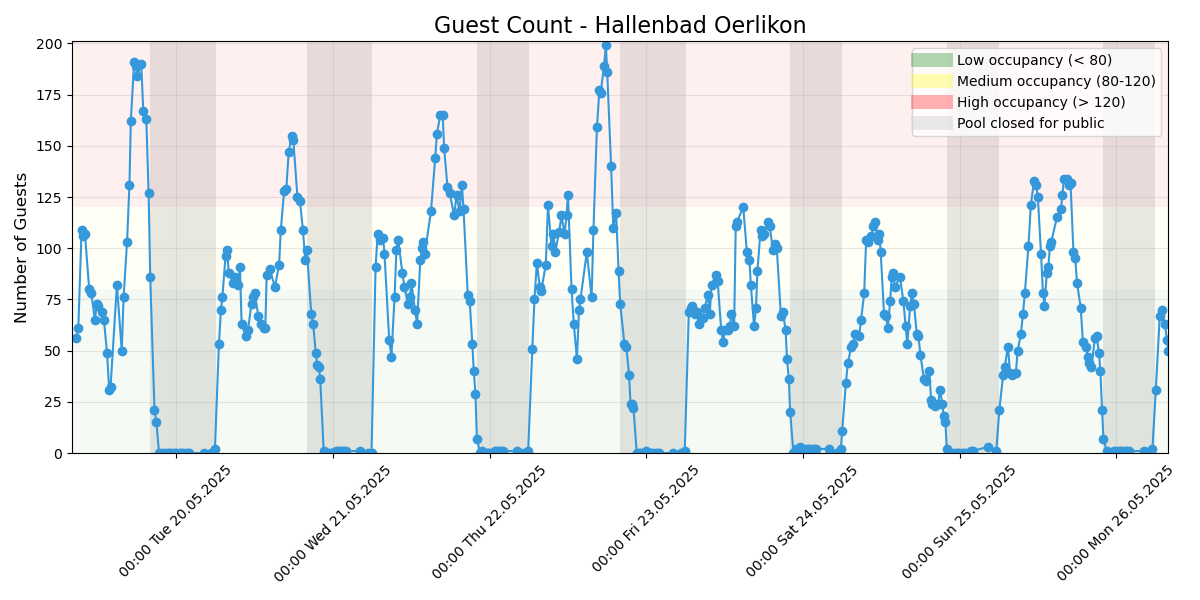 Guest Count - Hallenbad Oerlikon
Number of Guests
200
175
150
125
100
75
50
25
0
Low occupancy (< 80)
Medium occupancy (80-120)
High occupancy (> 120)
Pool closed for public
00:00 Tue 20.05.2025
00:00 Wed 21.05.2025
00:00 Thu 22.05.2025
00:00 Fri 23.05.2025
00:00 Sat 24.05.2025
00:00 Sun 25.05.2025
00:00 Mon 26.05.2025